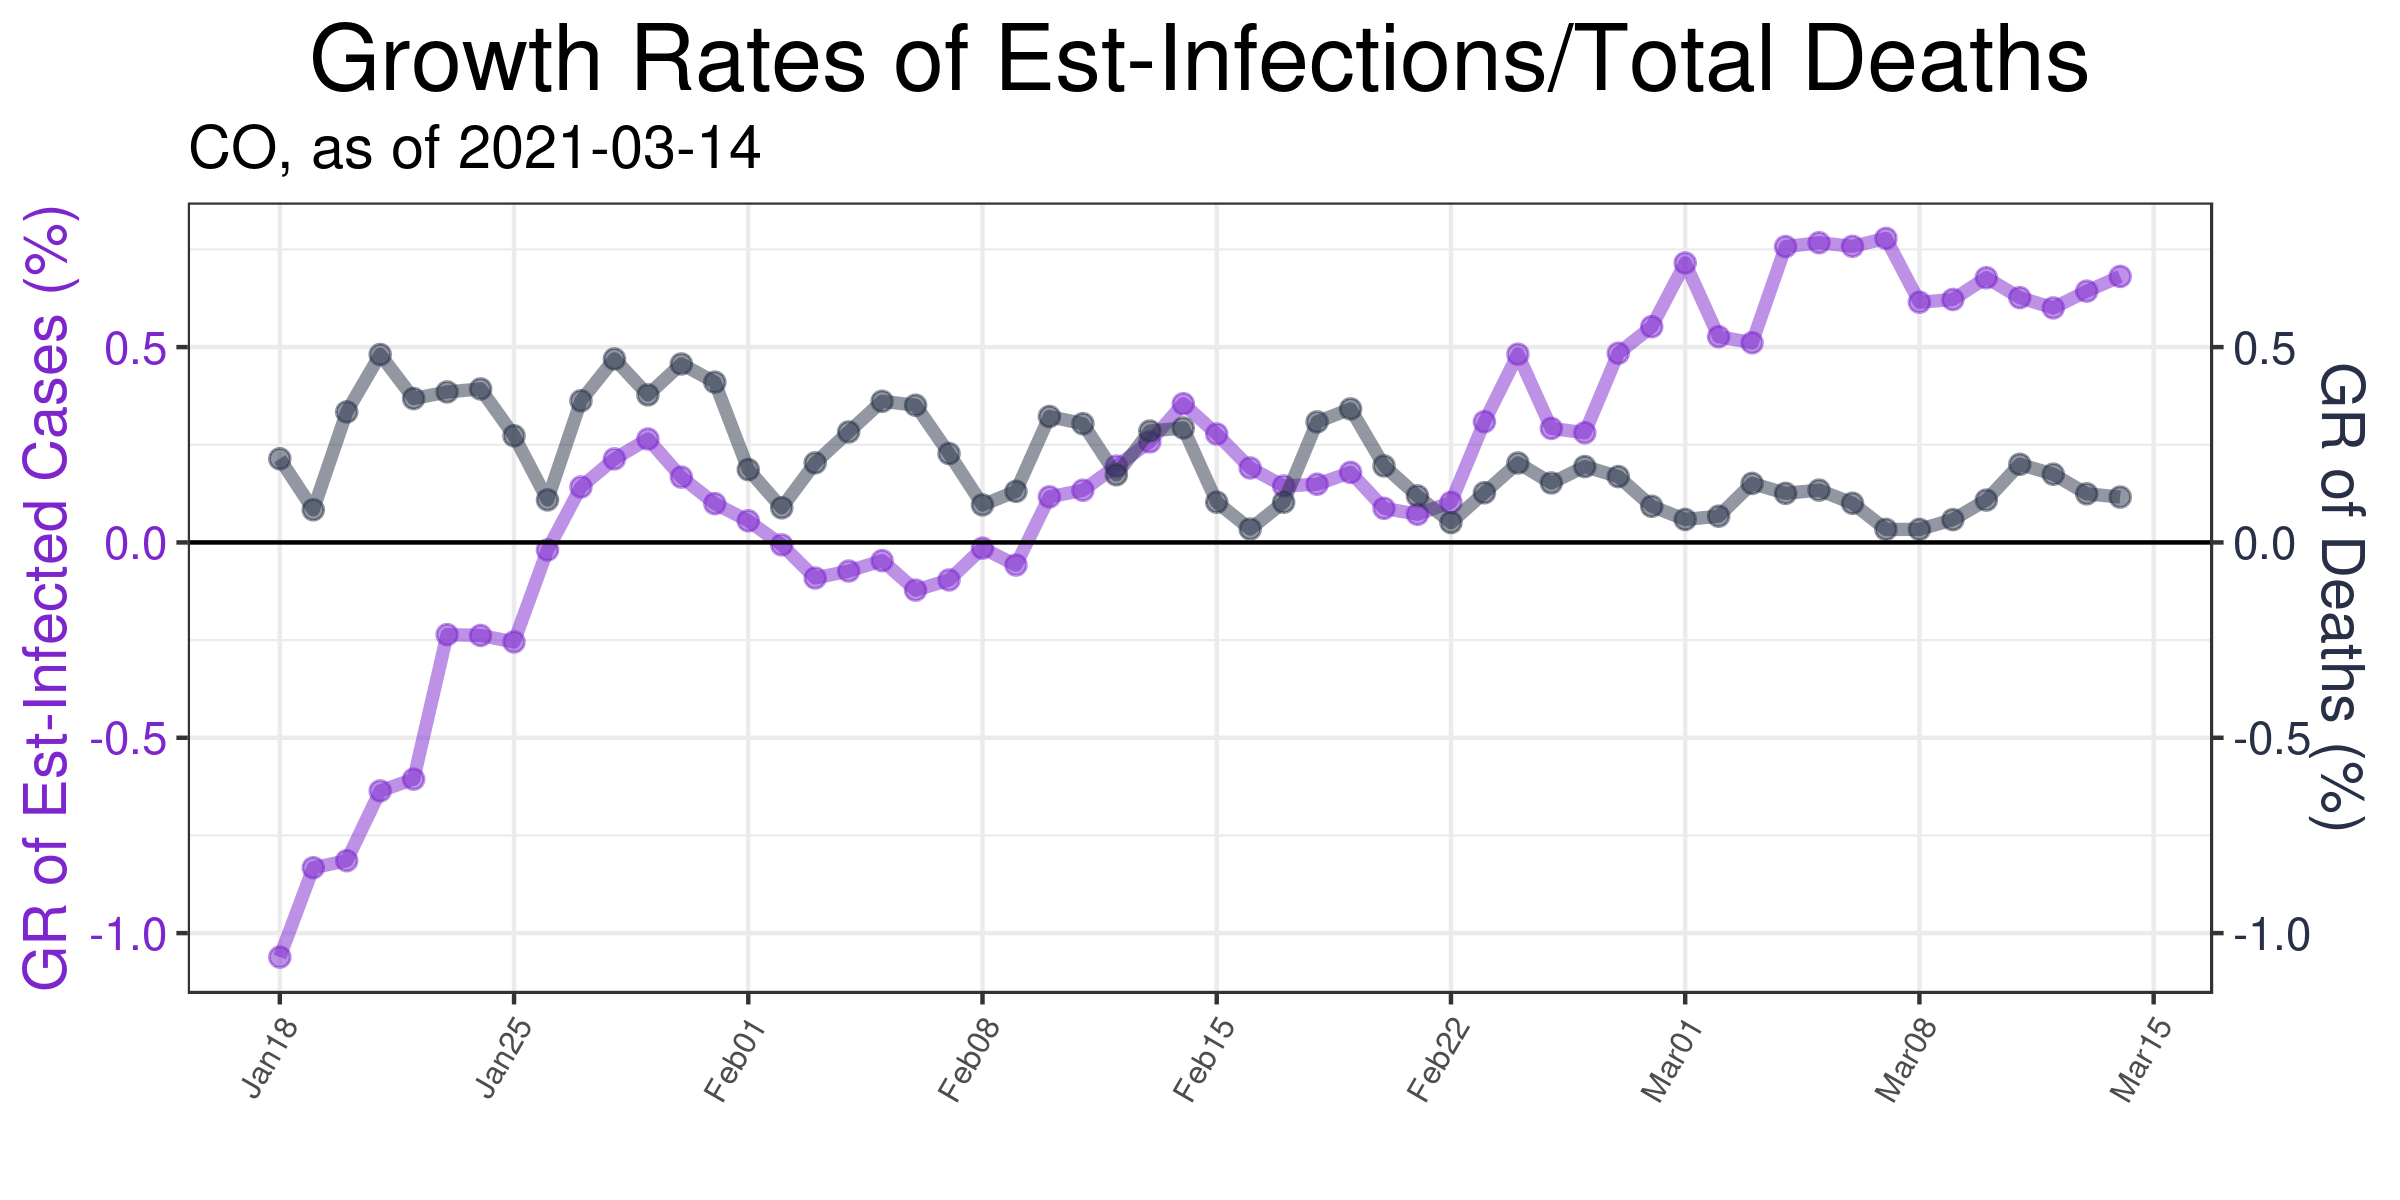 Growth Rates of Est-Infections/Total Deaths
CO, as of 2021-03-14
GR of Est-Infected Cases (%)
0.5
0.0
-0.5
-1.0
0.5
0.0
-0.5
-1.0
GR of Deaths (%)
Jan18
Jan25
Feb01
Feb08
Feb15
Feb22
Mar01
Mar08
Mar15